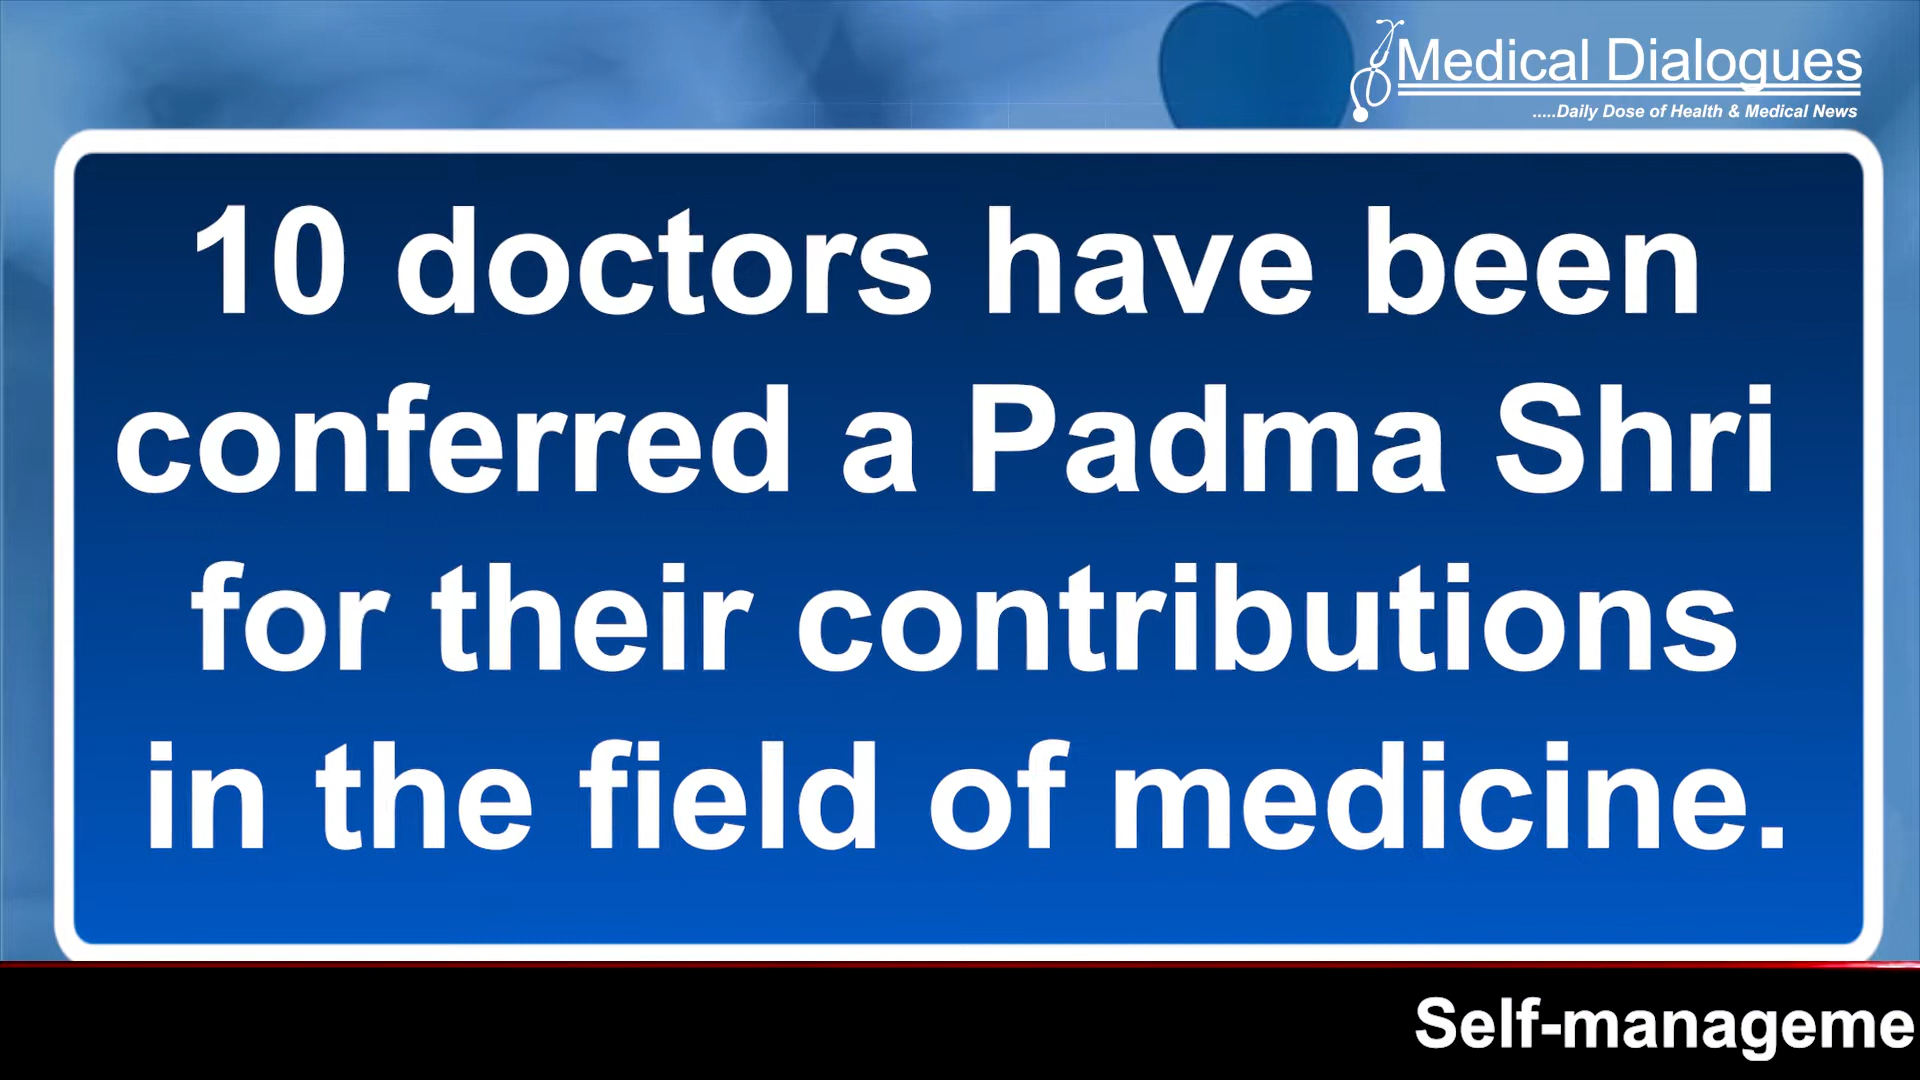 Medical Dialogues
.....Daily Dose of Health & Medical News
10 doctors have been
conferred a Padma Shri
for their contributions
in the field of medicine.
Self-manageme